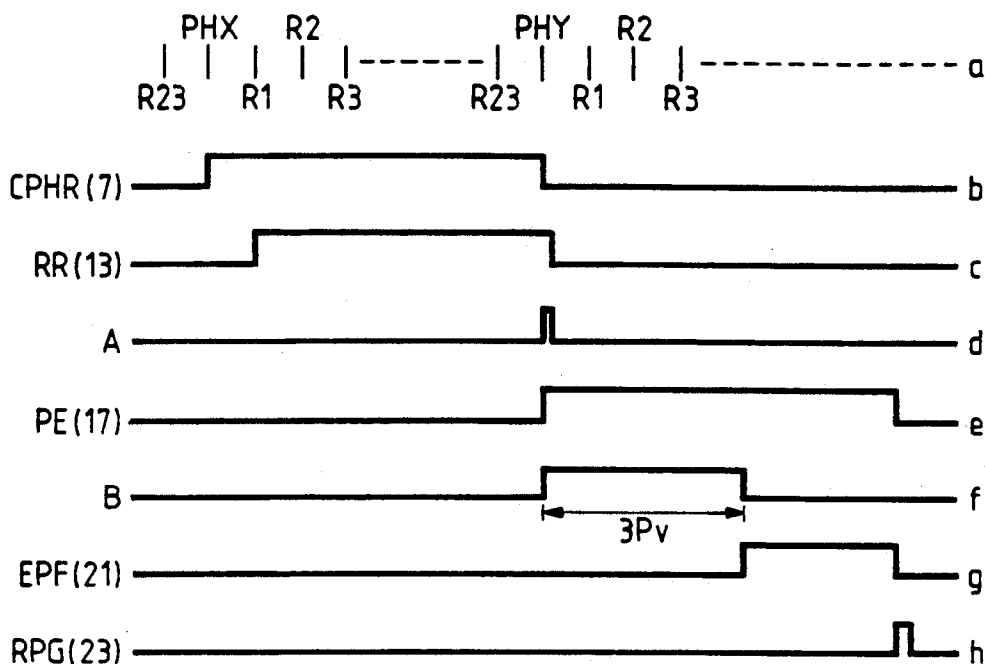 PHX R2 PHY R2
a
R23 R1 R3 R23 R1 R3
CPHR(7) b
RR(13) c
A d
PE(17) e
B f
3Pv
EPF(21) g
RPG(23) h